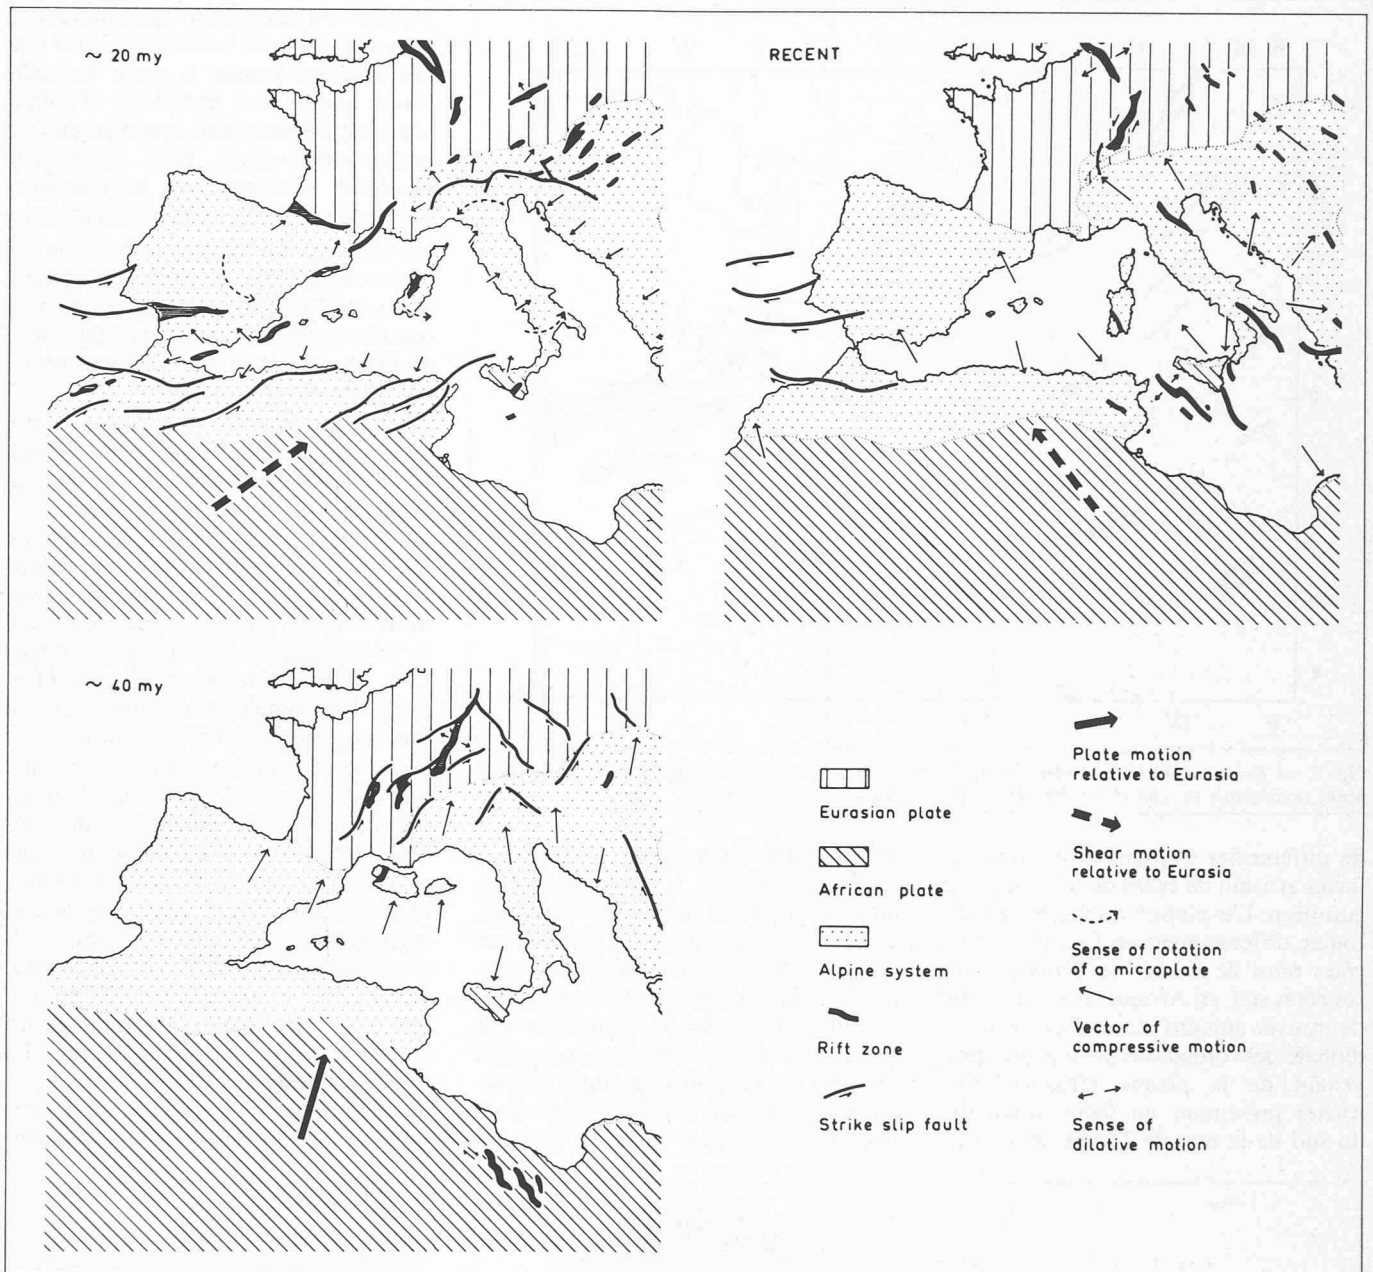 ~ 20 my
RECENT
~ 40 my
Eurasian plate
African plate
Alpine system
Rift zone
Strike slip fault
Plate motion
relative to Eurasia
Shear motion
relative to Eurasia
Sense of rotation
of a microplate
Vector of
compressive motion
Sense of
dilative motion